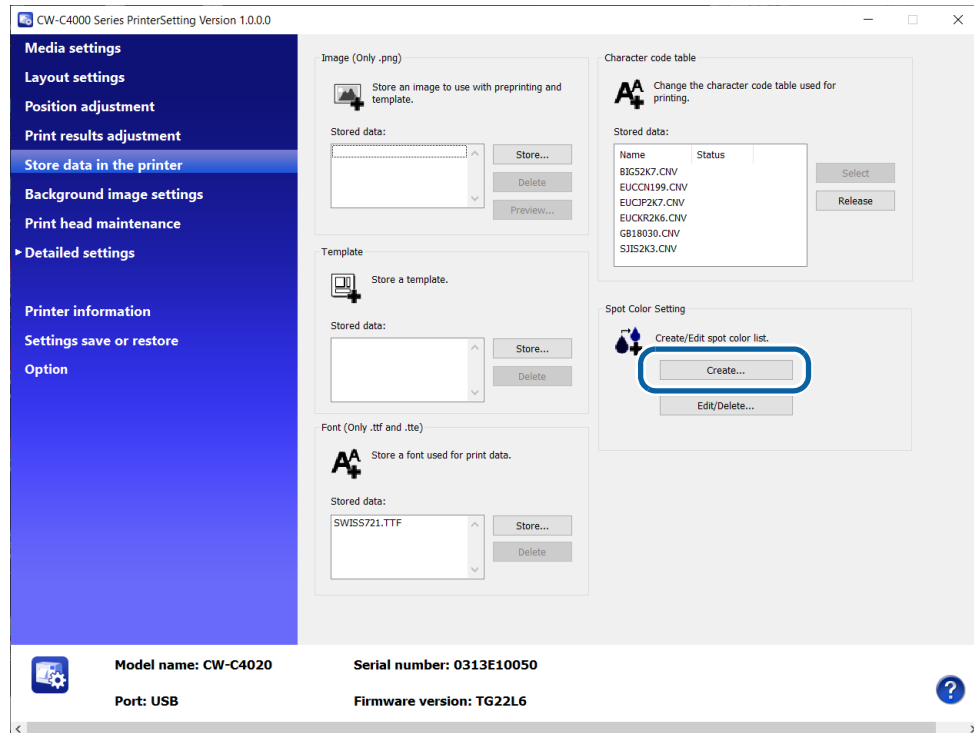 CW-C4000 Series PrinterSetting Version 1.0.0.0
Media settings
Layout settings
Position adjustment
Print results adjustment
Store data in the printer
Background image settings
Print head maintenance
Detailed settings
Printer information
Settings save or restore
Option
Image (Only .png)
Store an image to use with preprinting and
template.
Stored data:
Store...
Delete
Preview...
Template
Store a template.
Stored data:
Store...
Delete
Font (Only .ttf and .tte)
Store a font used for print data.
Stored data:
SWISS721.TTF
Store...
Delete
Character code table
Change the character code table used for
printing.
Stored data:
Name Status
BIG52K7.CNV
EUCCN199.CNV
EUCJP2K7.CNV
EUCKR2K6.CNV
GB18030.CNV
SJIS2K3.CNV
Select
Release
Spot Color Setting
Create/Edit spot color list.
Create...
Edit/Delete...
Model name: CW-C4020
Serial number: 0313E10050
Port: USB
Firmware version: TG22L6
?